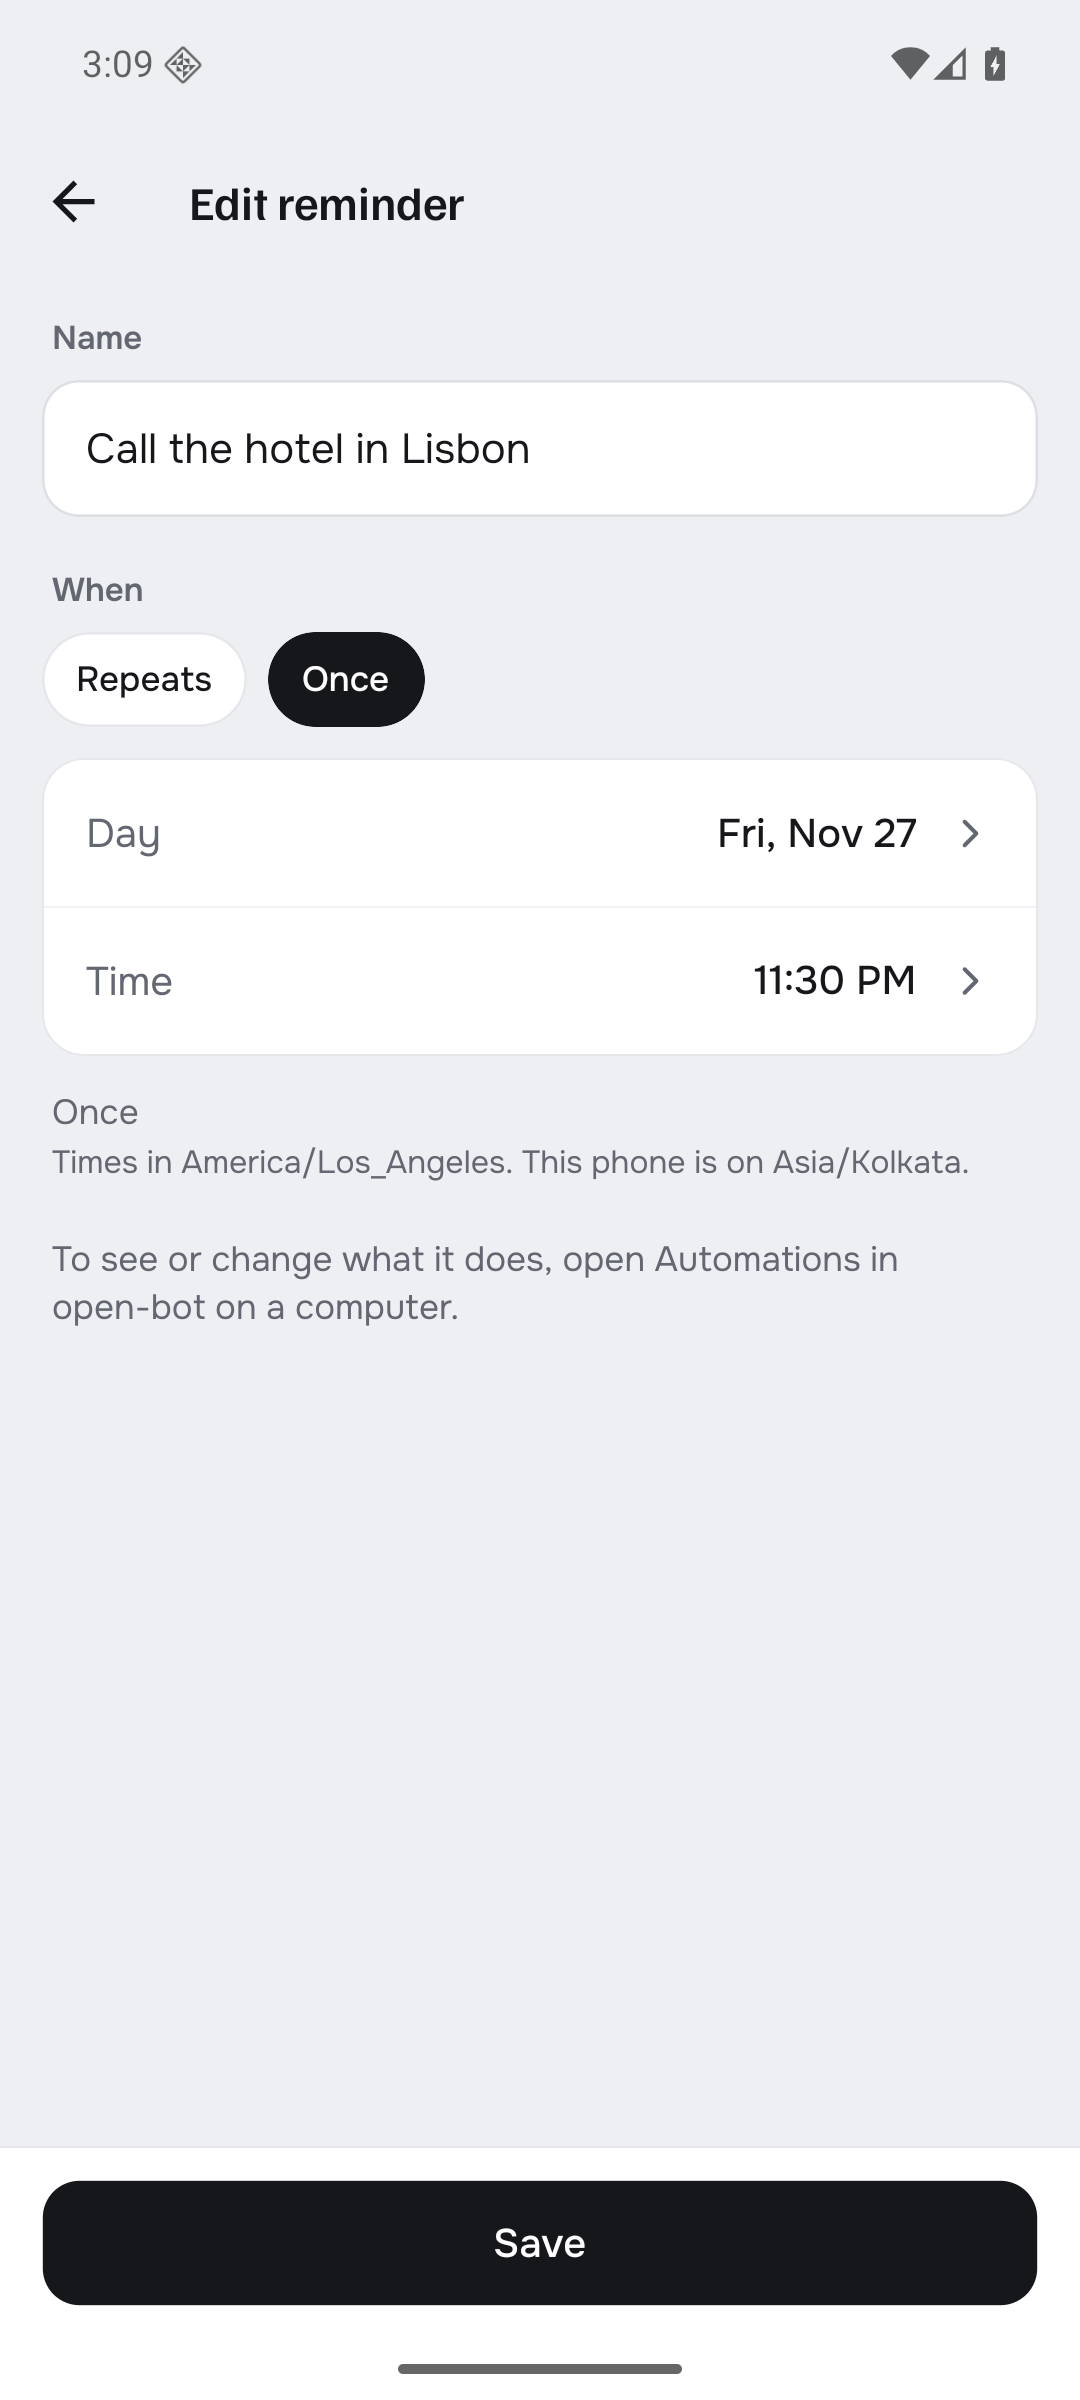 3:09
Edit reminder
Name
Call the hotel in Lisbon
When
Repeats Once
Day Fri, Nov 27
Time 11:30 PM
Once
Times in America/Los_Angeles. This phone is on Asia/Kolkata.
To see or change what it does, open Automations in
open-bot on a computer.
Save